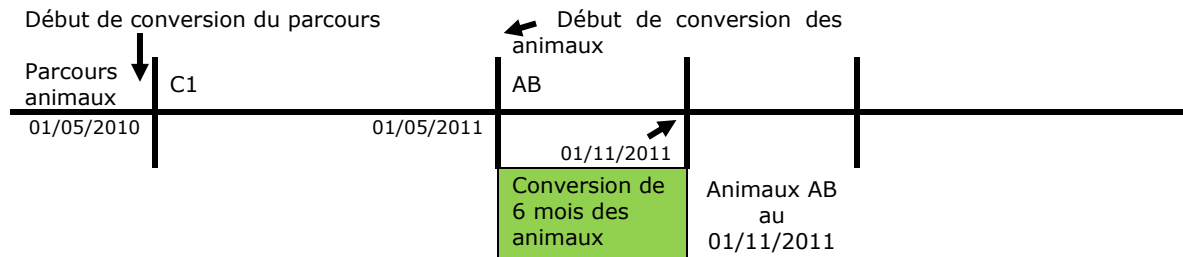 Début de conversion du parcours
Début de conversion des
animaux
Parcours
animaux
C1
AB
01/05/2010
01/05/2011
01/11/2011
Conversion de
6 mois des
animaux
Animaux AB
au
01/11/2011